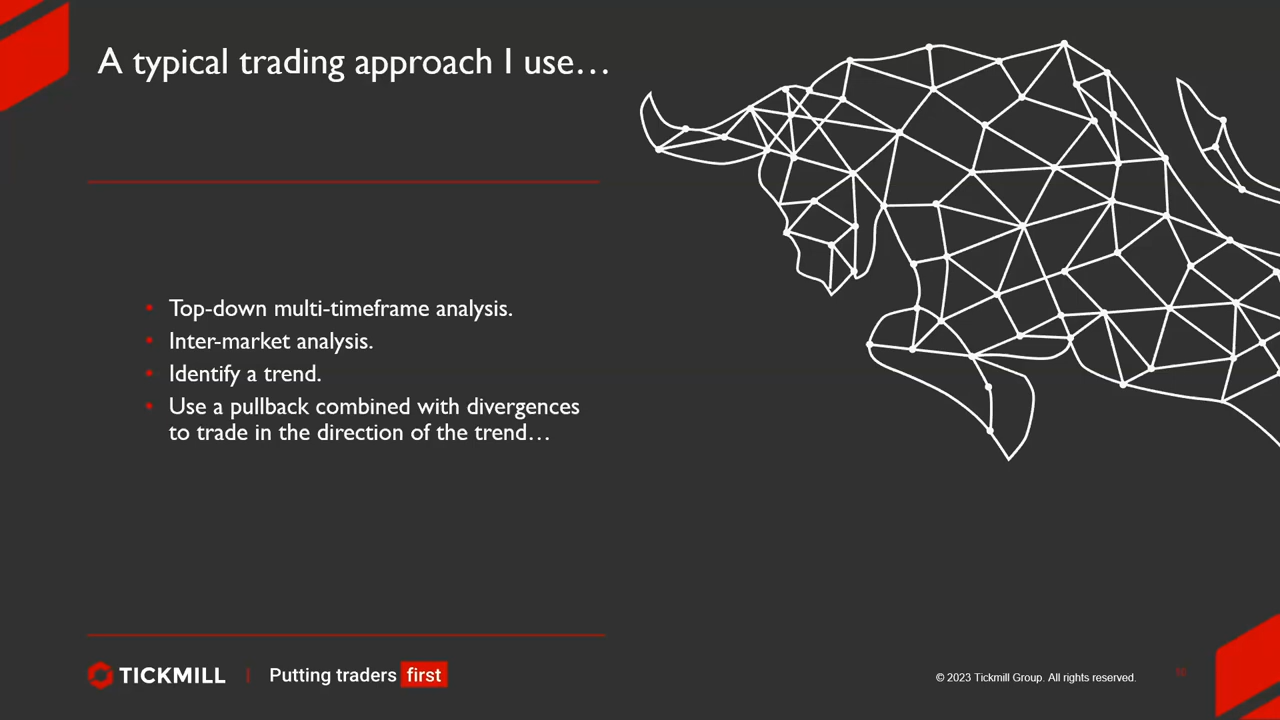 A typical trading approach I use…
• Top-down multi-timeframe analysis.
• Inter-market analysis.
• Identify a trend.
• Use a pullback combined with divergences
to trade in the direction of the trend…
TICKMILL | Putting traders first
© 2023 Tickmill Group. All rights reserved.